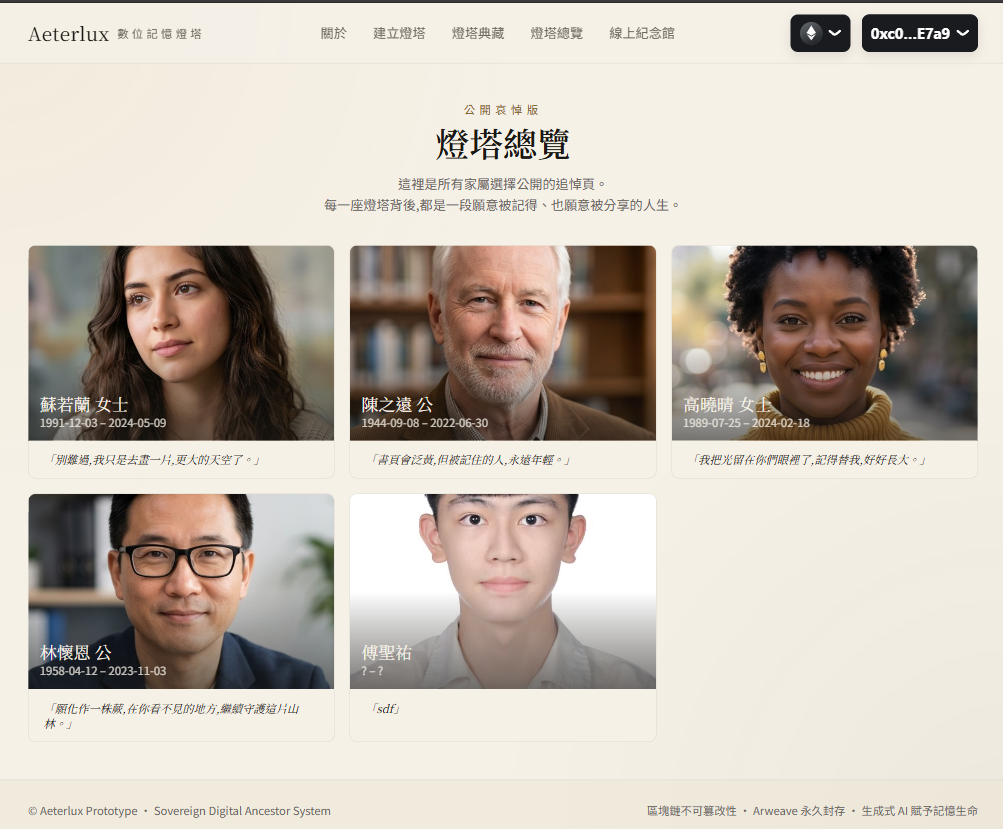 Aeterlux 數位記憶燈塔
關於 建立燈塔 燈塔典藏 燈塔總覽 線上紀念館
0xc0...E7a9
公開哀悼版
燈塔總覽
這裡是所有家屬選擇公開的追悼頁。
每一座燈塔背後,都是一段願意被記得、也願意被分享的人生。
蘇若蘭 女士
1991-12-03 – 2024-05-09
「別難過,我只是去畫一片,更大的天空了。」
陳之遠 公
1944-09-08 – 2022-06-30
「書頁會泛黃,但被記住的人,永遠年輕。」
高曉晴 女士
1989-07-25 – 2024-02-18
「我把光留在你們眼裡了,記得替我,好好長大。」
林懷恩 公
1958-04-12 – 2023-11-03
「願化作一株蕨,在你看不見的地方,繼續守護這片山
林。」
傅聖祐
? – ?
「sdf」
© Aeterlux Prototype · Sovereign Digital Ancestor System
區塊鏈不可篡改性 · Arweave 永久封存 · 生成式 AI 賦予記憶生命